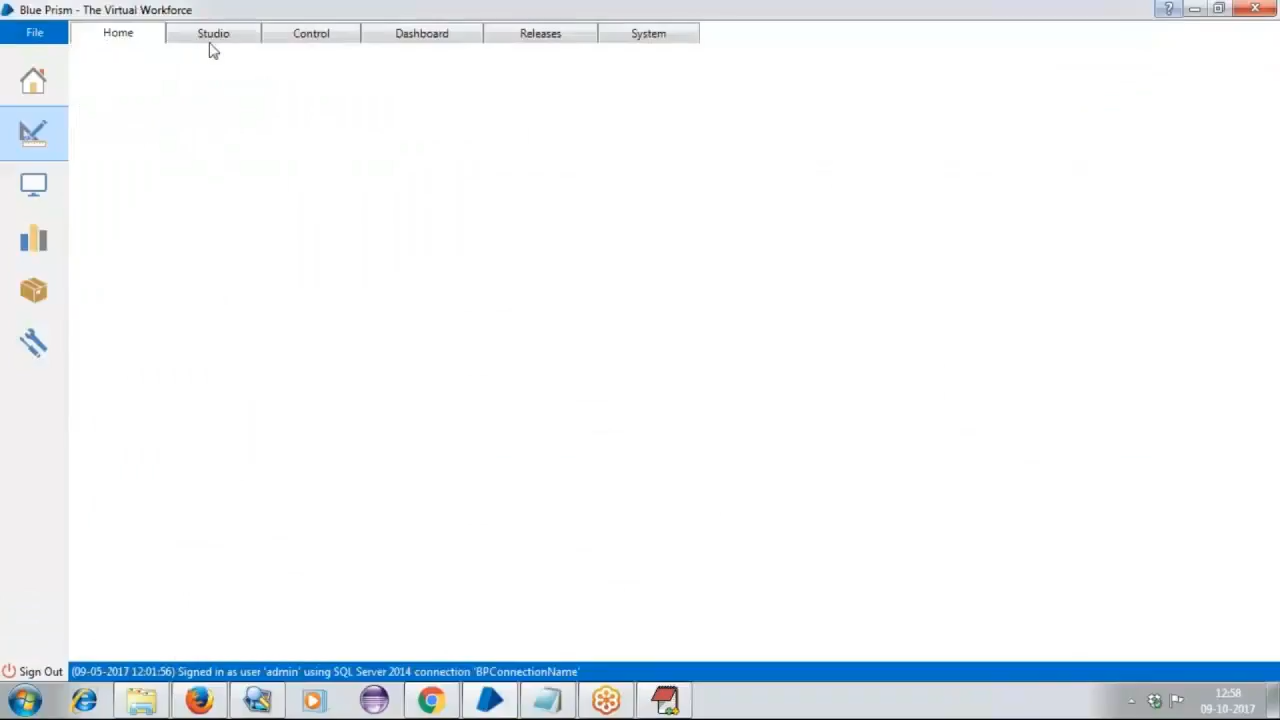 Blue Prism - The Virtual Workforce
File
Home
Studio
Control
Dashboard
Releases
System
Sign Out
(09-05-2017 12:01:56) Signed in as user 'admin' using SQL Server 2014 connection 'BPConnectionName'
12:58
09-10-2017